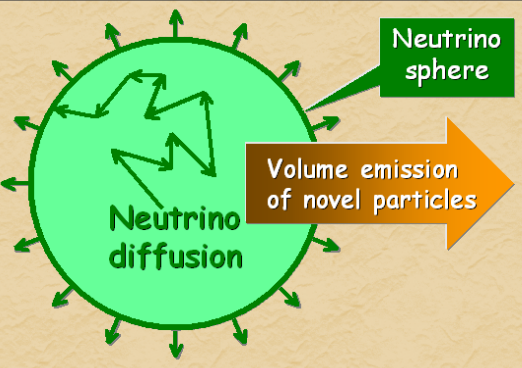 Neutrino
sphere
Volume emission
of novel particles
Neutrino
diffusion